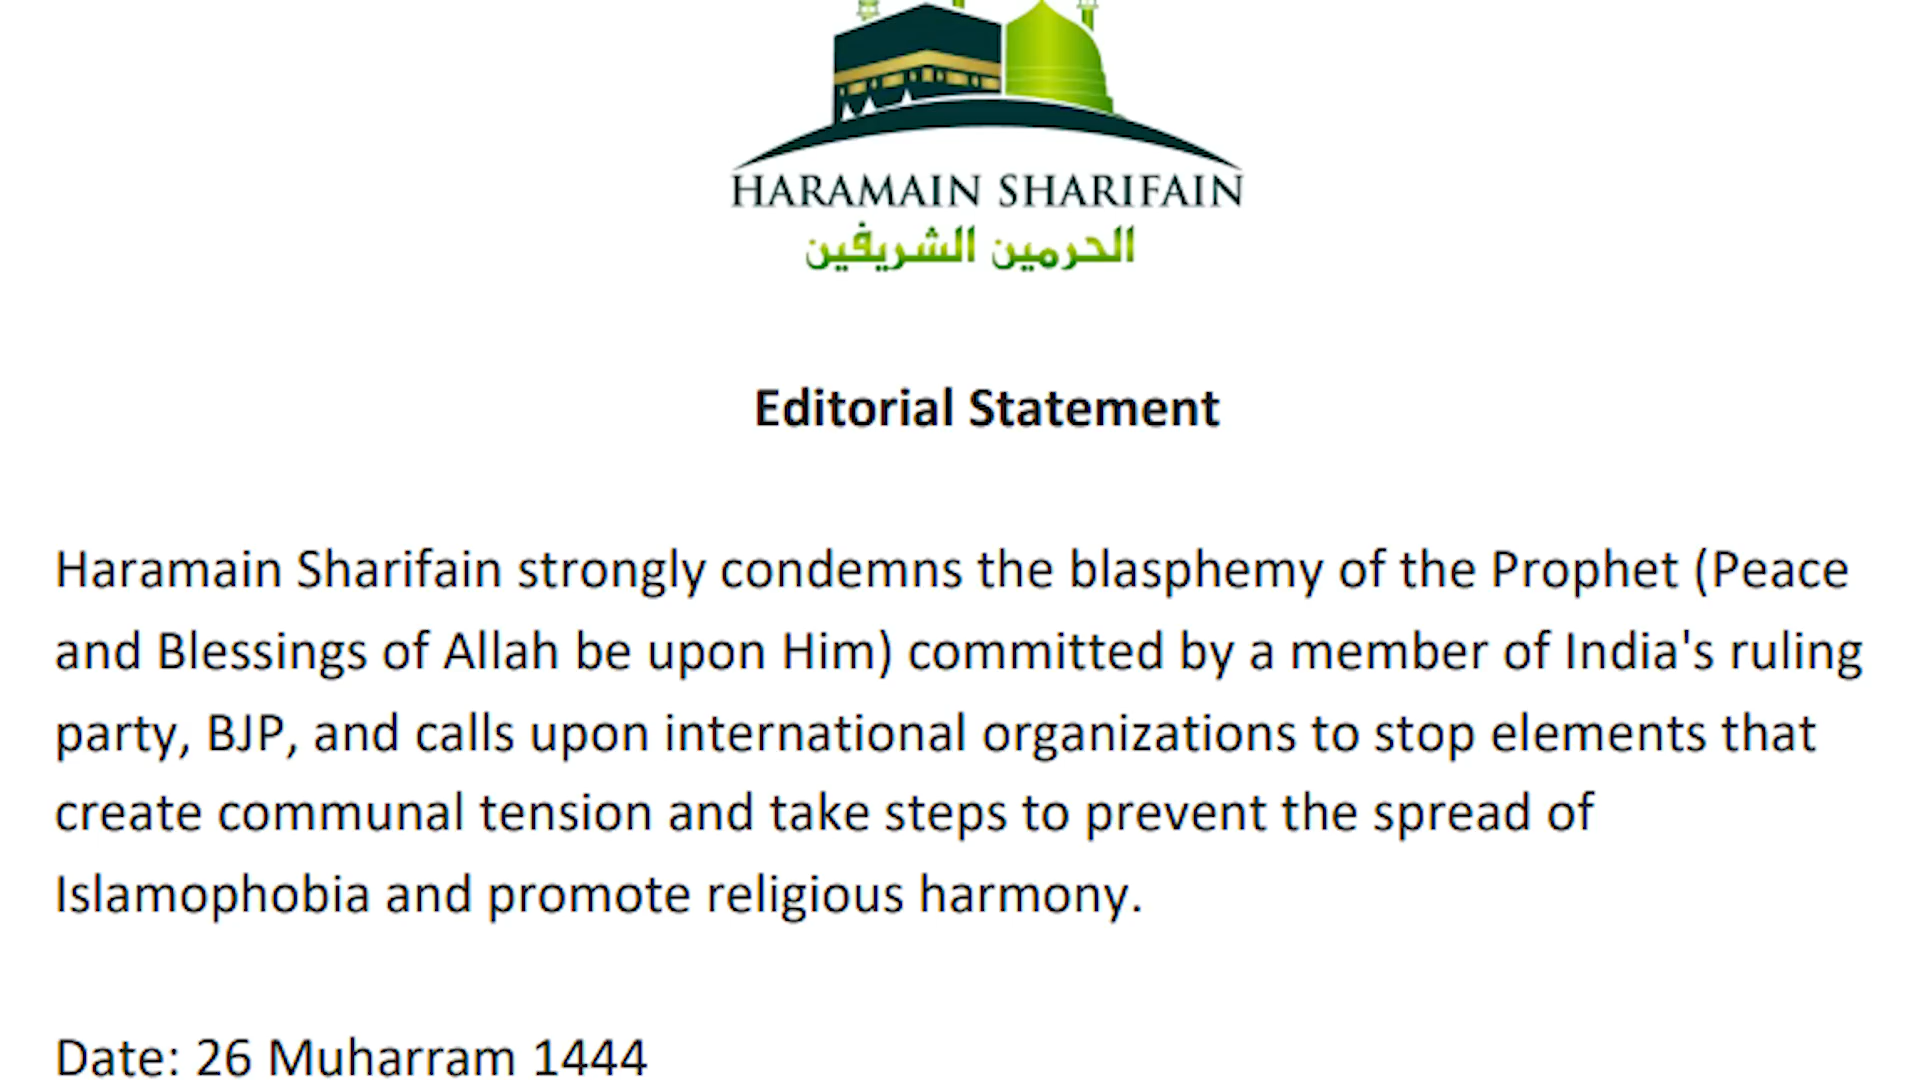 HARAMAIN SHARIFAIN
الحرمين الشريفين
Editorial Statement
Haramain Sharifain strongly condemns the blasphemy of the Prophet (Peace
and Blessings of Allah be upon Him) committed by a member of India's ruling
party, BJP, and calls upon international organizations to stop elements that
create communal tension and take steps to prevent the spread of
Islamophobia and promote religious harmony.
Date: 26 Muharram 1444